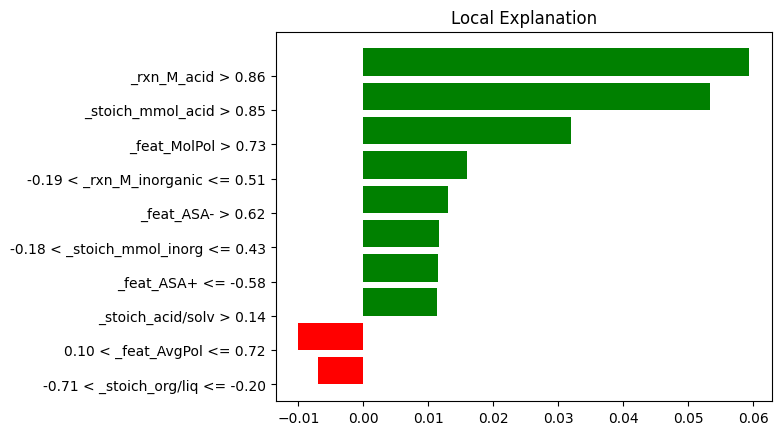 Local Explanation
_rxn_M_acid > 0.86
_stoich_mmol_acid > 0.85
_feat_MolPol > 0.73
-0.19 < _rxn_M_inorganic <= 0.51
_feat_ASA- > 0.62
-0.18 < _stoich_mmol_inorg <= 0.43
_feat_ASA+ <= -0.58
_stoich_acid/solv > 0.14
0.10 < _feat_AvgPol <= 0.72
-0.71 < _stoich_org/liq <= -0.20
−0.01 0.00 0.01 0.02 0.03 0.04 0.05 0.06